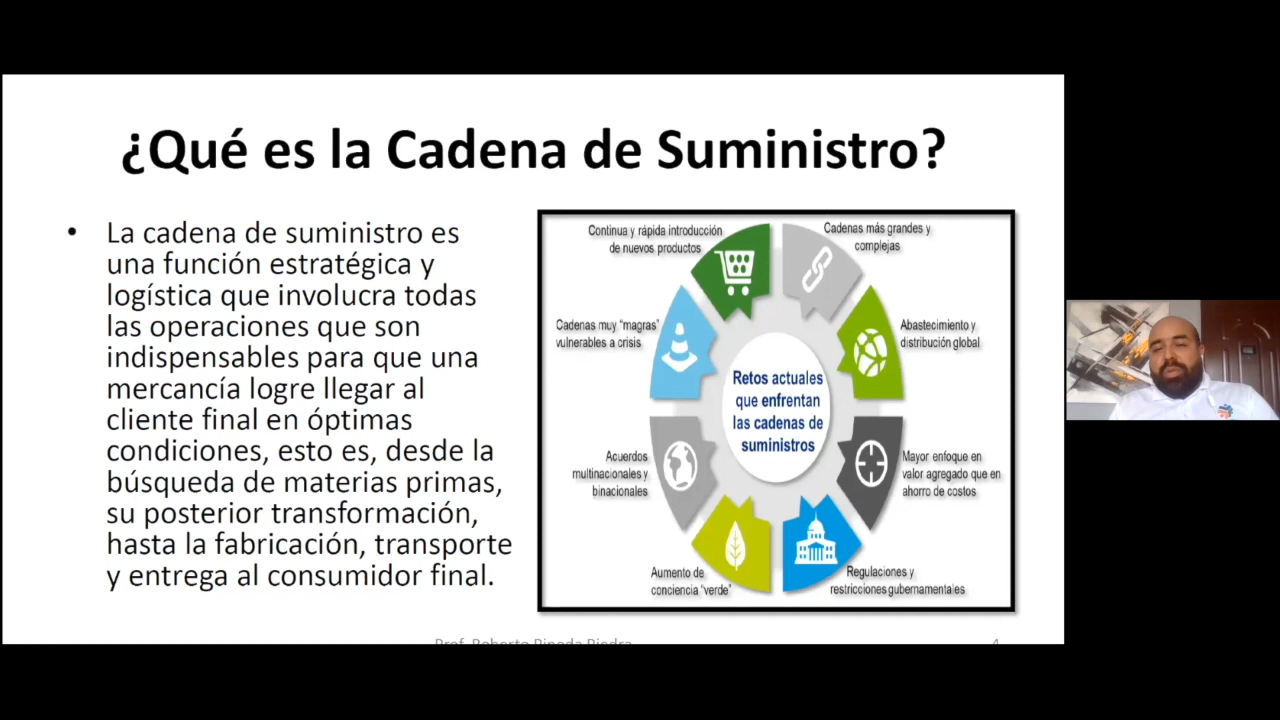 ¿Qué es la Cadena de Suministro?
• La cadena de suministro es
una función estratégica y
logística que involucra todas
las operaciones que son
indispensables para que una
mercancía logre llegar al
cliente final en óptimas
condiciones, esto es, desde la
búsqueda de materias primas,
su posterior transformación,
hasta la fabricación, transporte
y entrega al consumidor final.
Continua y rápida introducción
de nuevos productos
Cadenas más grandes y
complejas
Cadenas muy “magras”
vulnerables a crisis
Abastecimiento y
distribución global
Retos actuales
que enfrentan
las cadenas de
suministros
Acuerdos
multinacionales y
binacionales
Mayor enfoque en
valor agregado que en
ahorro de costos
Aumento de
conciencia “verde”
Regulaciones y
restricciones gubernamentales
Prof. Roberto Pineda Piedra
4